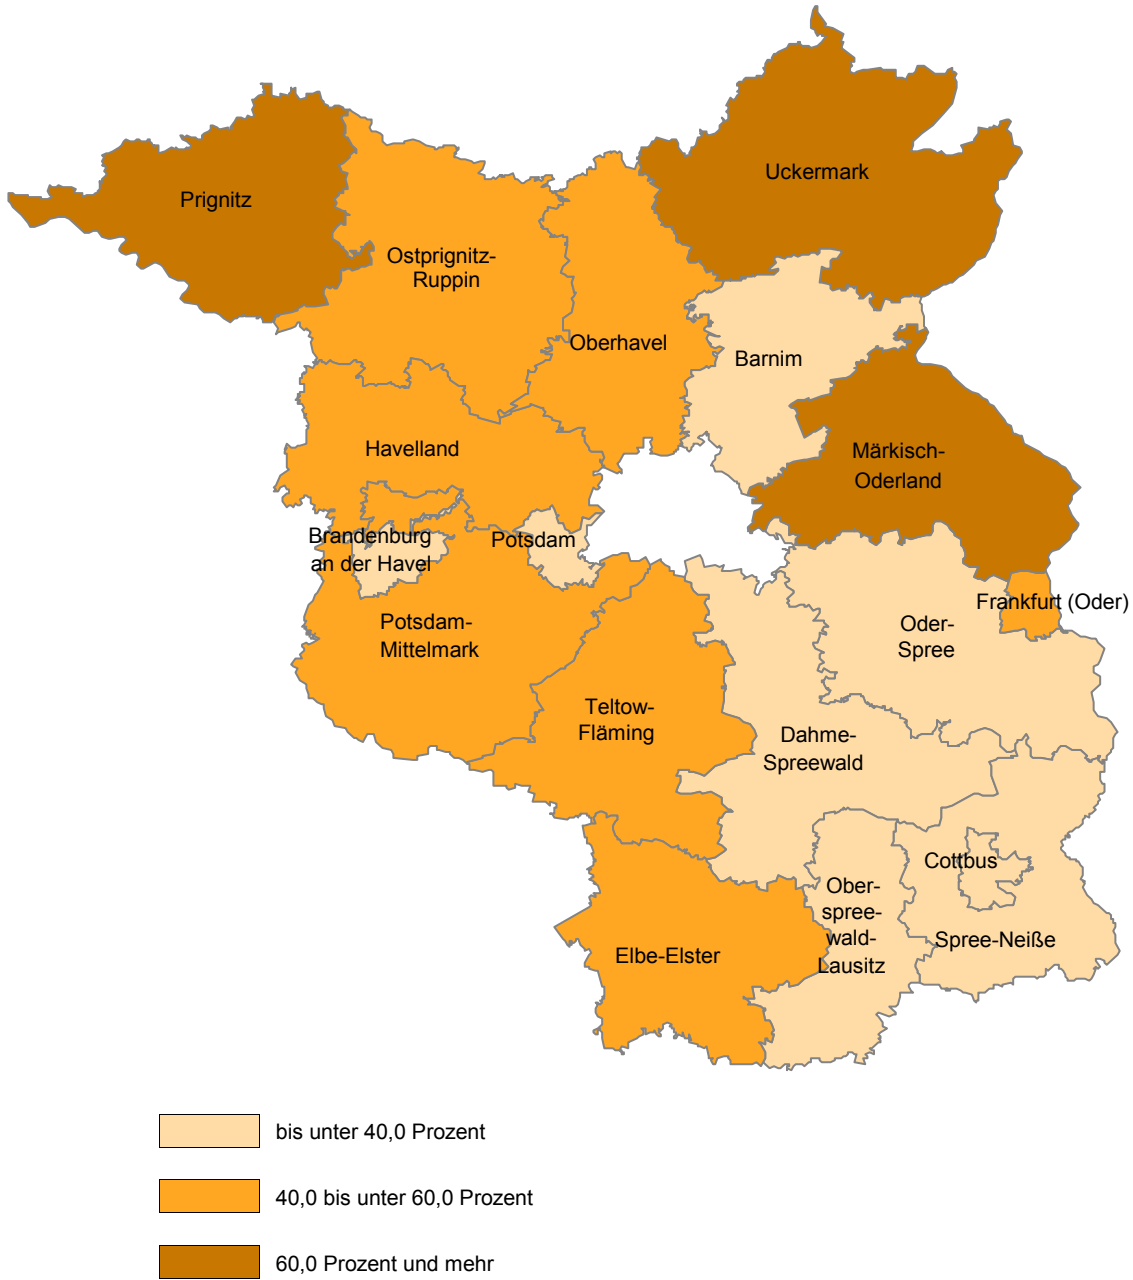 Uckermark
Prignitz
Ostprignitz-
Ruppin
Oberhavel
Barnim
Havelland
Märkisch-
Oderland
Brandenburg
an der Havel
Potsdam
Frankfurt (Oder)
Potsdam-
Mittelmark
Oder-
Spree
Teltow-
Fläming
Dahme-
Spreewald
Cottbus
Ober-
spree-
wald-
Lausitz
Spree-Neiße
Elbe-Elster
bis unter 40,0 Prozent
40,0 bis unter 60,0 Prozent
60,0 Prozent und mehr